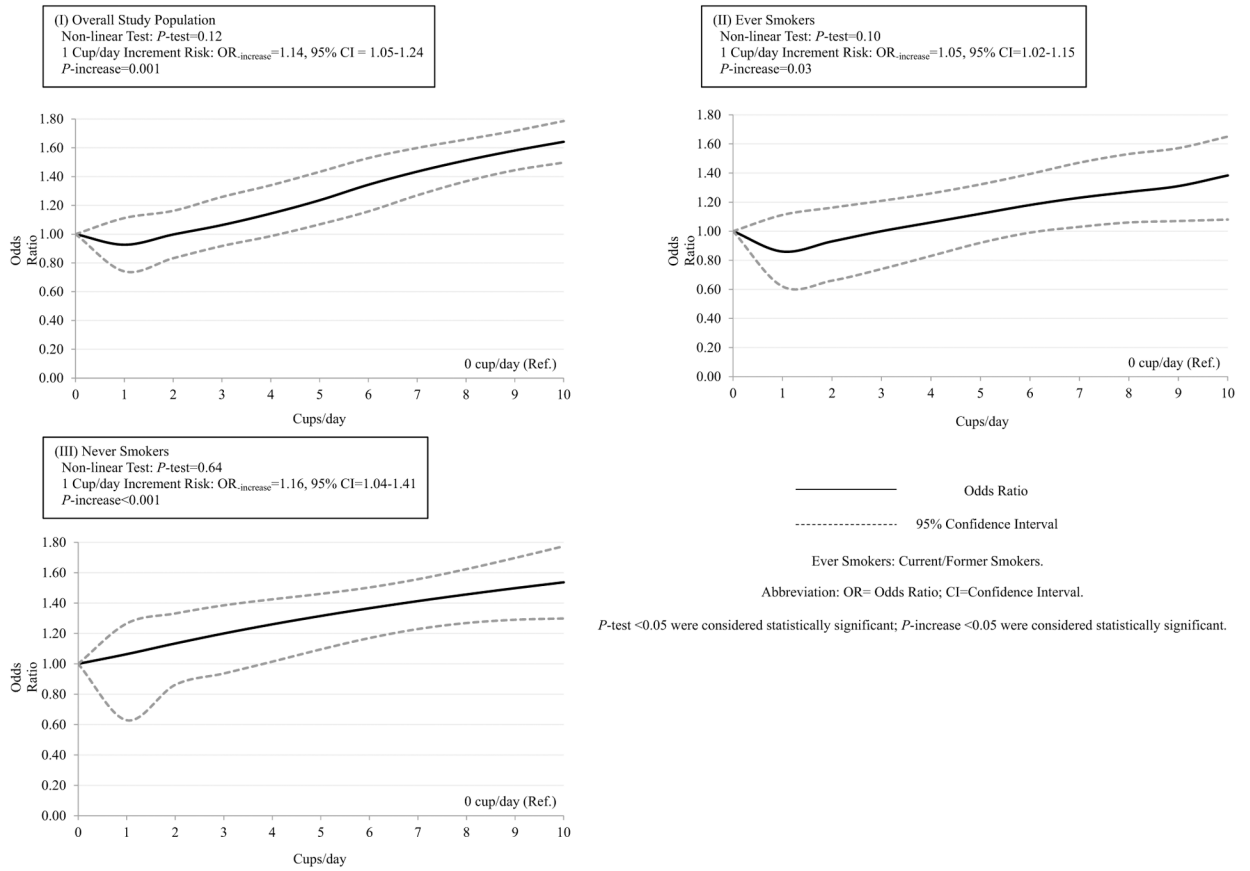 (I) Overall Study Population
Non-linear Test: P-test=0.12
1 Cup/day Increment Risk: OR-increase=1.14, 95% CI = 1.05-1.24
P-increase=0.001
1.80
1.60
1.40
1.20
1.00
0.80
0.60
0.40
0.20
0.00
Odds
Ratio
0 cup/day (Ref.)
0 1 2 3 4 5 6 7 8 9 10
Cups/day
(II) Ever Smokers
Non-linear Test: P-test=0.10
1 Cup/day Increment Risk: OR-increase=1.05, 95% CI=1.02-1.15
P-increase=0.03
1.80
1.60
1.40
1.20
1.00
0.80
0.60
0.40
0.20
0.00
Odds
Ratio
0 cup/day (Ref.)
0 1 2 3 4 5 6 7 8 9 10
Cups/day
(III) Never Smokers
Non-linear Test: P-test=0.64
1 Cup/day Increment Risk: OR-increase=1.16, 95% CI=1.04-1.41
P-increase<0.001
1.80
1.60
1.40
1.20
1.00
0.80
0.60
0.40
0.20
0.00
Odds
Ratio
0 cup/day (Ref.)
0 1 2 3 4 5 6 7 8 9 10
Cups/day
Odds Ratio
95% Confidence Interval
Ever Smokers: Current/Former Smokers.
Abbreviation: OR= Odds Ratio; CI=Confidence Interval.
P-test <0.05 were considered statistically significant; P-increase <0.05 were considered statistically significant.